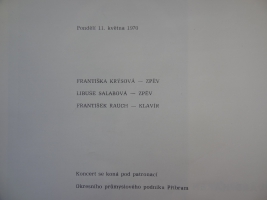 Pondělí 11. května 1970
FRANTIŠKA KEYSOVÁ — ZPĚV
LIBUŠE SALABOVÁ — ZPĚV
FRANTIŠEK RAUCH — KLAVÍR
Koncert se koná pod patronací
Okresního průmyslového podniku Příbram